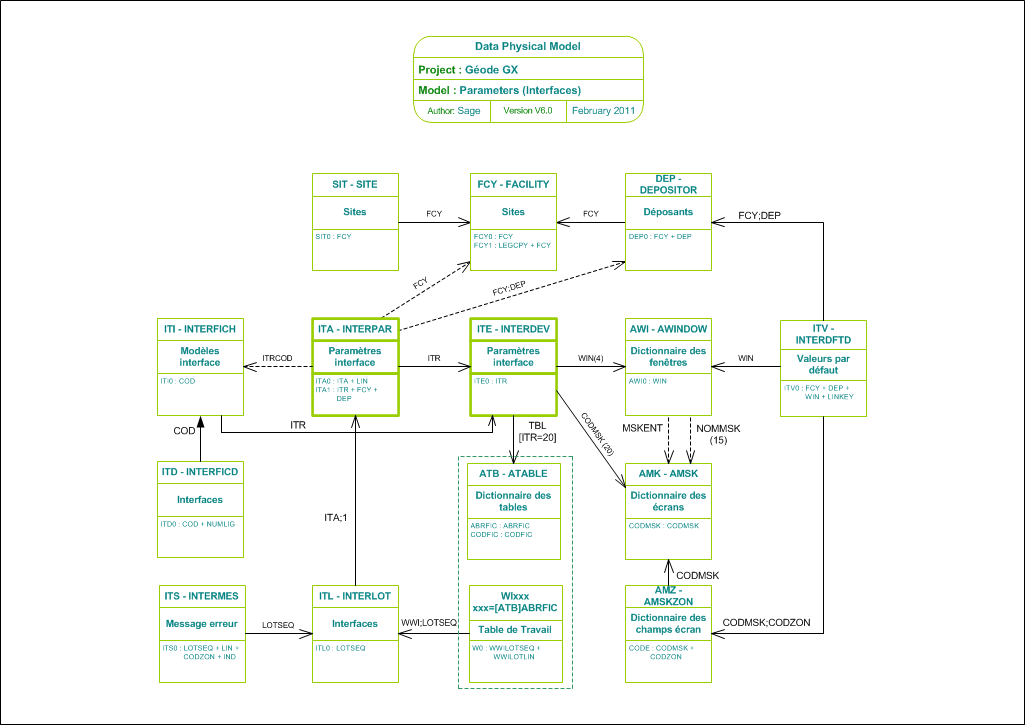 Data Physical Model
Project : Géode GX
Model : Parameters (Interfaces)
Author: Sage
Version V6.0
February 2011
SIT - SITE
Sites
SIT0 : FCY
FCY
FCY - FACILITY
Sites
FCY0 : FCY
FCY1 : LEGCPY + FCY
FCY
DEP -
DEPOSITOR
Déposants
DEP0 : FCY + DEP
FCY;DEP
FCY
FCY;DEP
ITI - INTERFICH
Modèles
interface
ITI0 : COD
ITRCOD
ITA - INTERPAR
Paramètres
interface
ITA0 : ITA + LIN
ITA1 : ITR + FCY +
DEP
ITR
ITE - INTERDEV
Paramètres
interface
ITE0 : ITR
WIN(4)
AWI - AWINDOW
Dictionnaire des
fenêtres
AWI0 : WIN
WIN
ITV -
INTERDFTD
Valeurs par
défaut
ITV0 : FCY + DEP +
WIN + LINKEY
COD
ITR
TBL
[ITR=20]
CODMSK (20)
MSKENT
NOMMSK
(15)
ITD - INTERFICD
Interfaces
ITD0 : COD + NUMLIG
ITA;1
ATB - ATABLE
Dictionnaire des
tables
ABRFIC : ABRFIC
CODFIC : CODFIC
AMK - AMSK
Dictionnaire des
écrans
CODMSK : CODMSK
CODMSK
ITS - INTERMES
Message erreur
ITS0 : LOTSEQ + LIN +
CODZON + IND
LOTSEQ
ITL - INTERLOT
Interfaces
ITL0 : LOTSEQ
WWI;LOTSEQ
WIxxx
xxx=[ATB]ABRFIC
Table de Travail
W0 : WWILOTSEQ +
WWILOTLIN
AMZ -
AMSKZON
Dictionnaire des
champs écran
CODE : CODMSK +
CODZON
CODMSK;CODZON